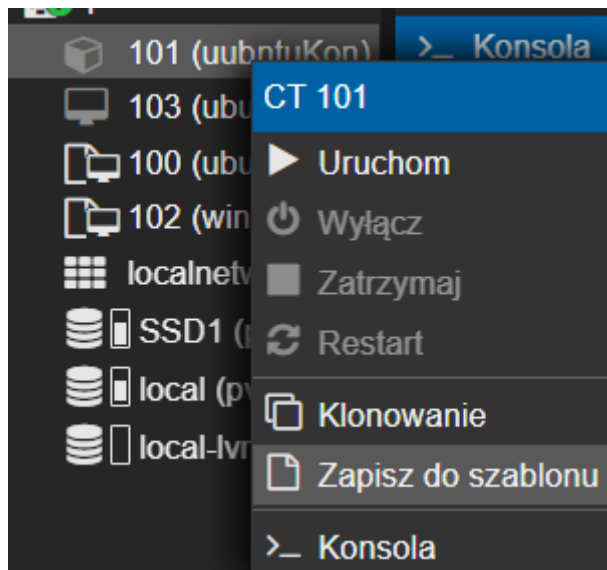 101 (uubntuKon)
103 (ubu
100 (ubu
102 (win
localnetw
SSD1 (p
local (pv
local-lvr
>_ Konsola
CT 101
Uruchom
Wyłącz
Zatrzymaj
Restart
Klonowanie
Zapisz do szablonu
>_ Konsola